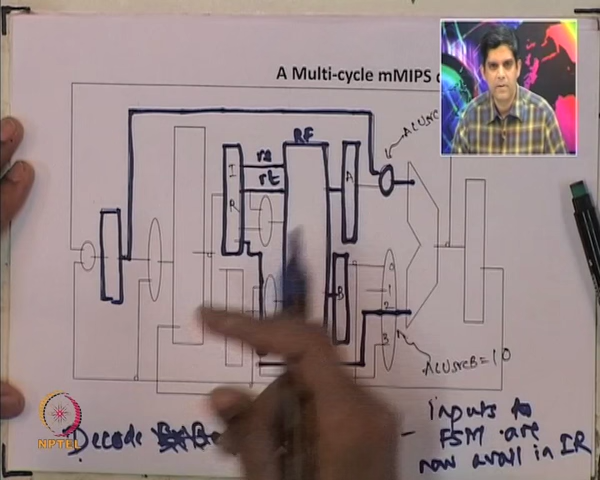 A Multi-cycle mMIPS
ALUSrc
RF
rs
rt
I
R
A
B
0
1
2
3
ALUSrcB=10
Decode
- inputs to
FSM are
now avail in IR
NPTEL